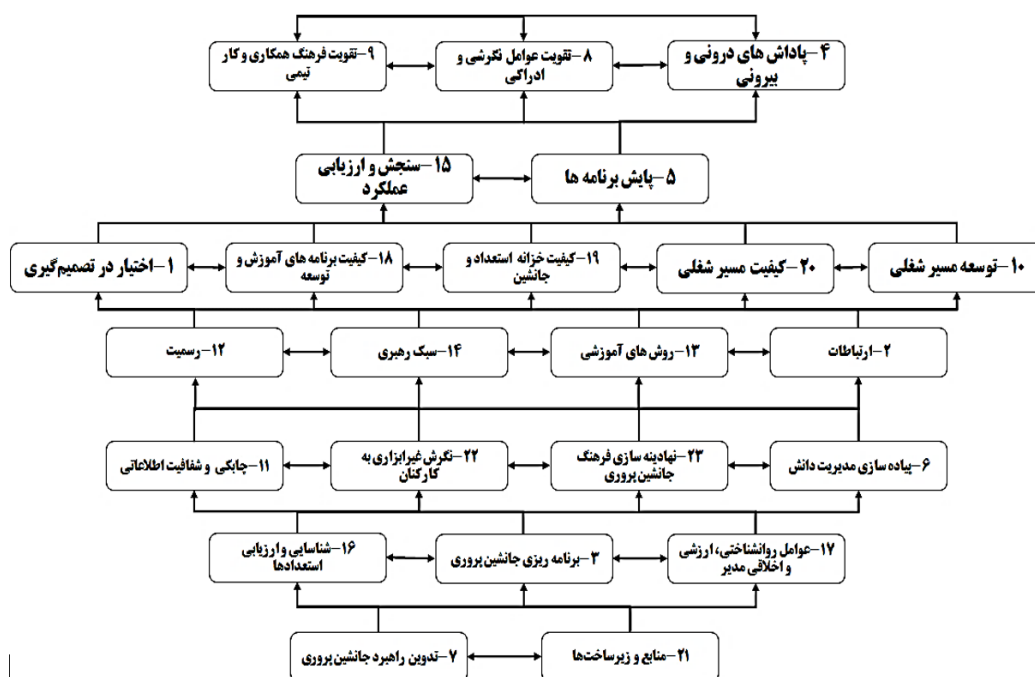 ۴-پاداش های درونی و
بیرونی
۸-تقویت عوامل نگرشی و
ادراکی
۹-تقویت فرهنگ همکاری و کار
تیمی
۵-پایش برنامه ها
۱۵-سنجش و ارزیابی
عملکرد
۱۰-توسعه مسیر شغلی
۲۰-کیفیت مسیر شغلی
۱۹-کیفیت خزانه استعداد و
جانشین
۱۸-کیفیت برنامه های آموزش و
توسعه
۱-اختیار در تصمیم‌گیری
۲-ارتباطات
۱۳-روش های آموزشی
۱۴-سبک رهبری
۱۲-رسمیت
۶-پیاده سازی مدیریت دانش
۲۳-نهادینه سازی فرهنگ
جانشین پروری
۲۲-نگرش غیرابزاری به
کارکنان
۱۱-چابکی و شفافیت اطلاعاتی
۱۷-عوامل روانشناختی، ارزشی
و اخلاقی مدیر
۳-برنامه ریزی جانشین پروری
۱۶-شناسایی و ارزیابی
استعدادها
۲۱-منابع و زیرساخت‌ها
۷-تدوین راهبرد جانشین پروری